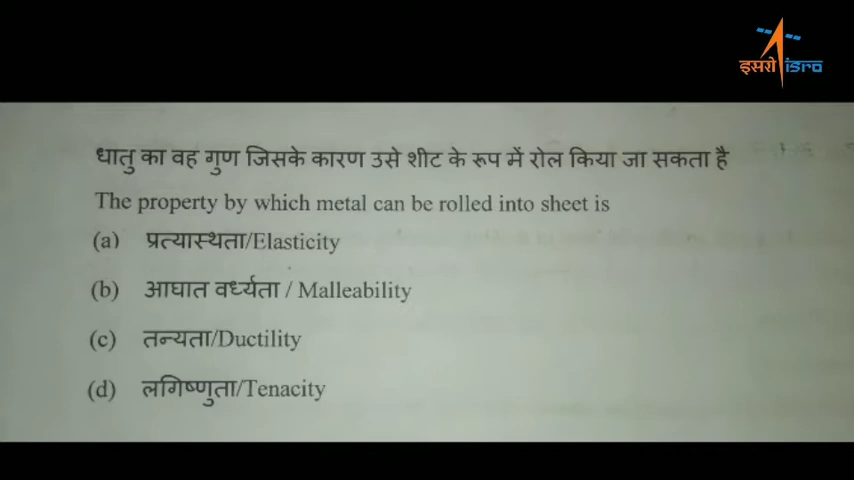 इसरो isro
धातु का वह गुण जिसके कारण उसे शीट के रूप में रोल किया जा सकता है
The property by which metal can be rolled into sheet is
(a) प्रत्यास्थता/Elasticity
(b) आघात वर्ध्यता / Malleability
(c) तन्यता/Ductility
(d) लगिष्णुता/Tenacity